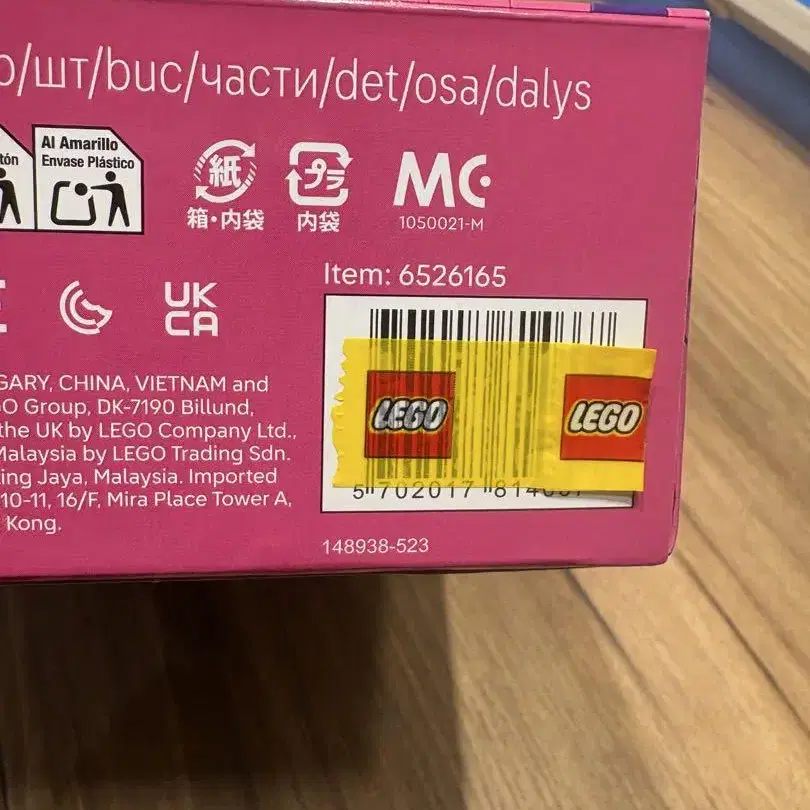 o/шт/buc/части/det/osa/dalys
tón
Al Amarillo
Envase Plástico
紙
箱・内袋
プラ
内袋
MC
1050021-M
Item: 6526165
UK
CA
GARY, CHINA, VIETNAM and
GO Group, DK-7190 Billund,
the UK by LEGO Company Ltd.,
Malaysia by LEGO Trading Sdn.
ing Jaya, Malaysia. Imported
10-11, 16/F, Mira Place Tower A,
Kong.
LEGO
LEGO
5 702017
148938-523